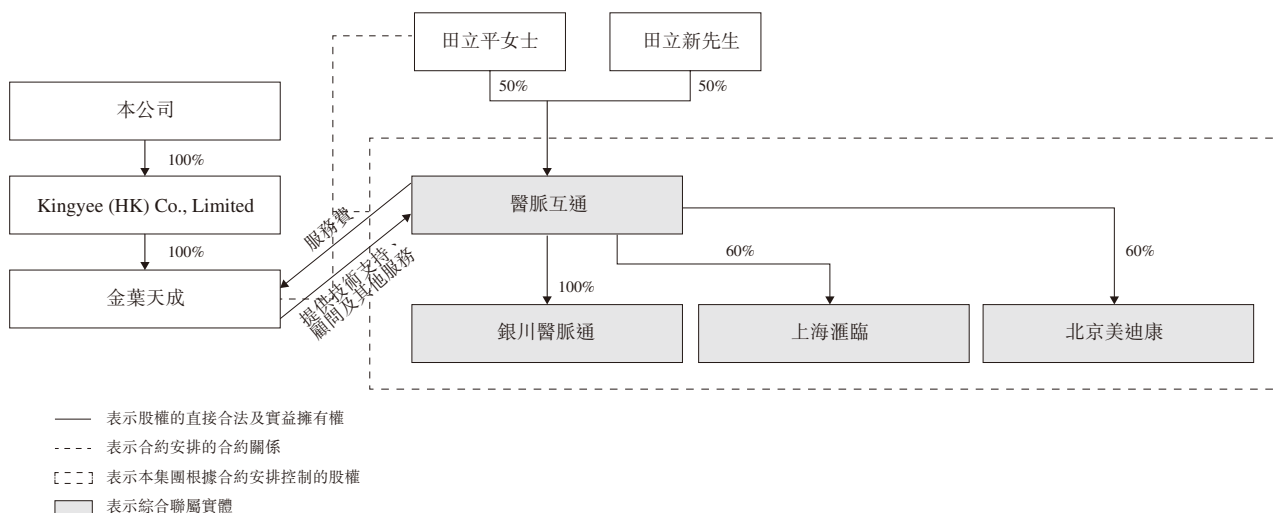 田立平女士
田立新先生
50%
50%
本公司
100%
Kingyee (HK) Co., Limited
100%
金葉天成
服務費
提供技術支持、
顧問及其他服務
醫脈互通
100%
60%
60%
銀川醫脈通
上海滙臨
北京美迪康
表示股權的直接合法及實益擁有權
表示合約安排的合約關係
表示本集團根據合約安排控制的股權
表示綜合聯屬實體